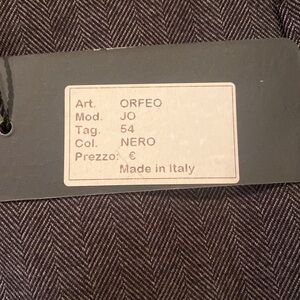 Art. ORFEO
Mod. JO
Tag. 54
Col. NERO
Prezzo: €
Made in Italy